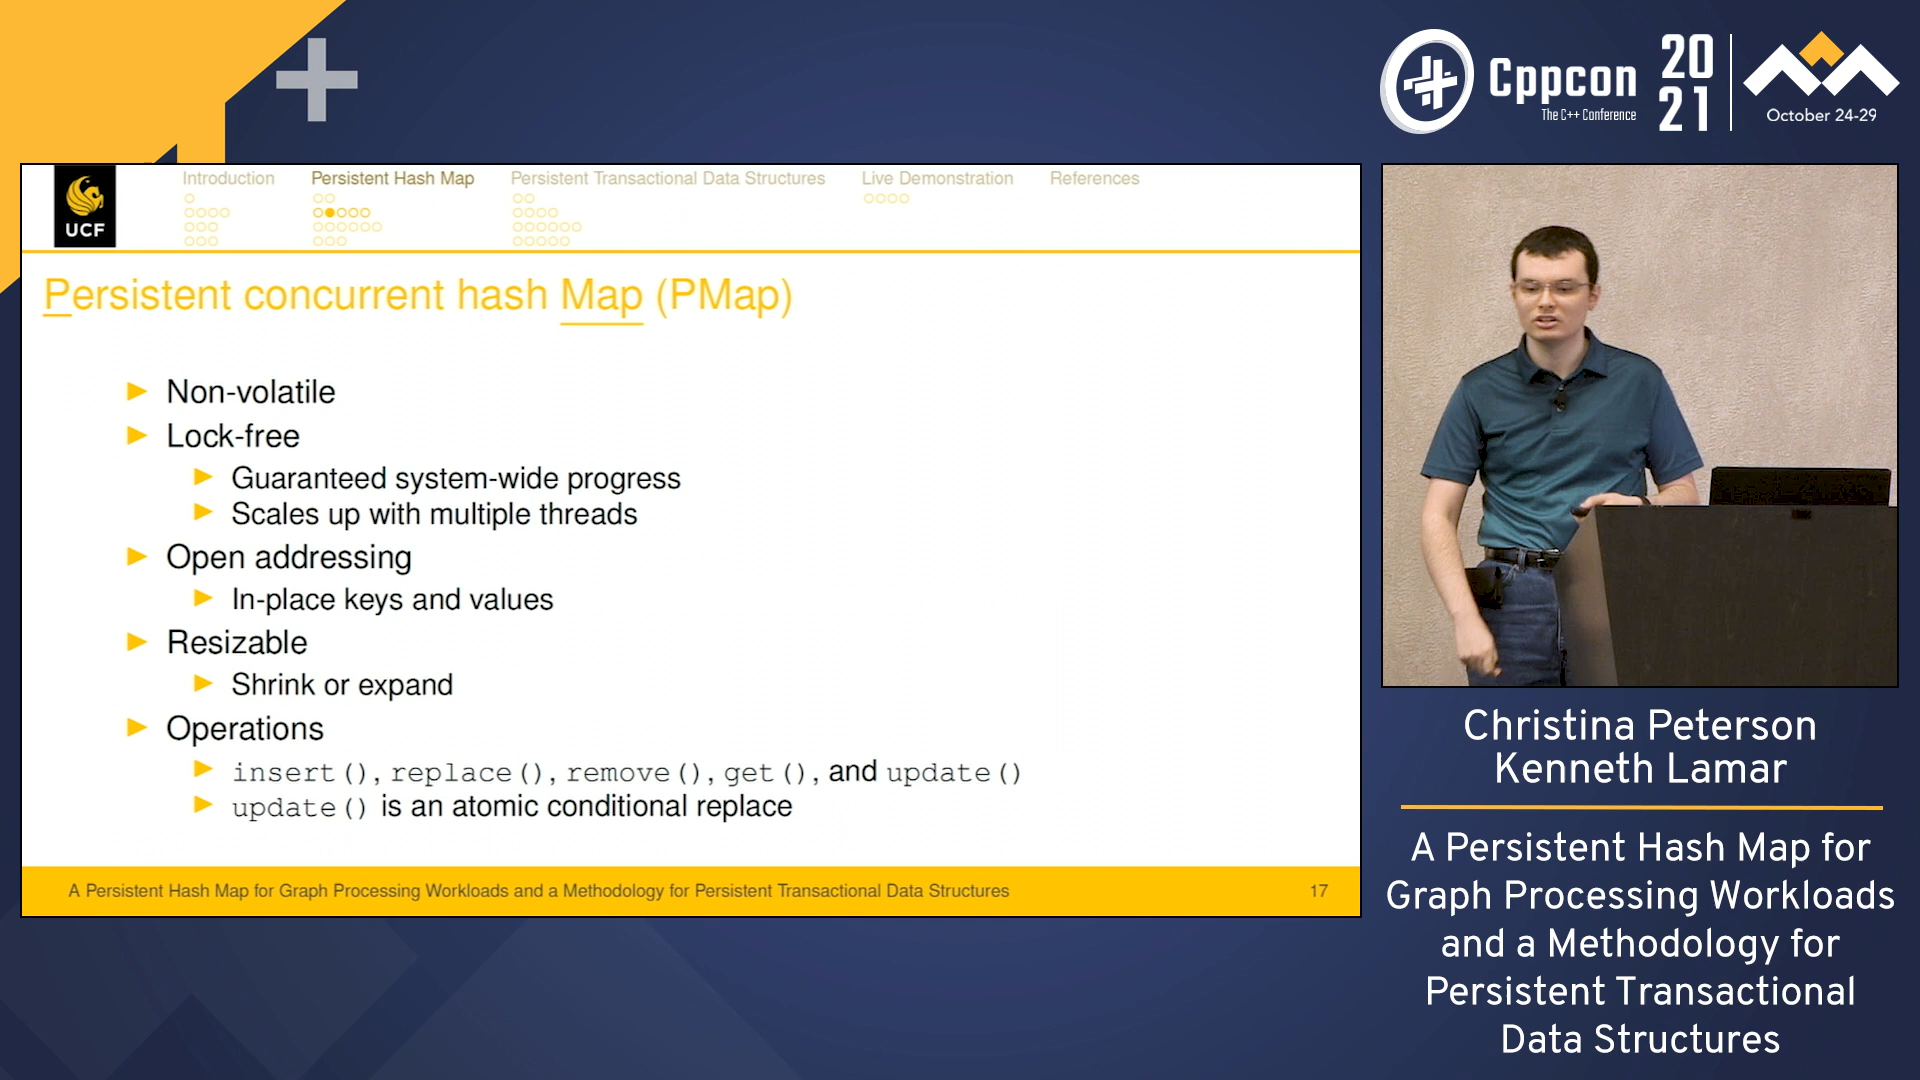 Cppcon
The C++ Conference
20
21
October 24-29
UCF
Introduction
Persistent Hash Map
Persistent Transactional Data Structures
Live Demonstration
References
Persistent concurrent hash Map (PMap)
Non-volatile
Lock-free
Guaranteed system-wide progress
Scales up with multiple threads
Open addressing
In-place keys and values
Resizable
Shrink or expand
Operations
insert(), replace(), remove(), get(), and update()
update() is an atomic conditional replace
A Persistent Hash Map for Graph Processing Workloads and a Methodology for Persistent Transactional Data Structures
17
Christina Peterson
Kenneth Lamar
A Persistent Hash Map for
Graph Processing Workloads
and a Methodology for
Persistent Transactional
Data Structures